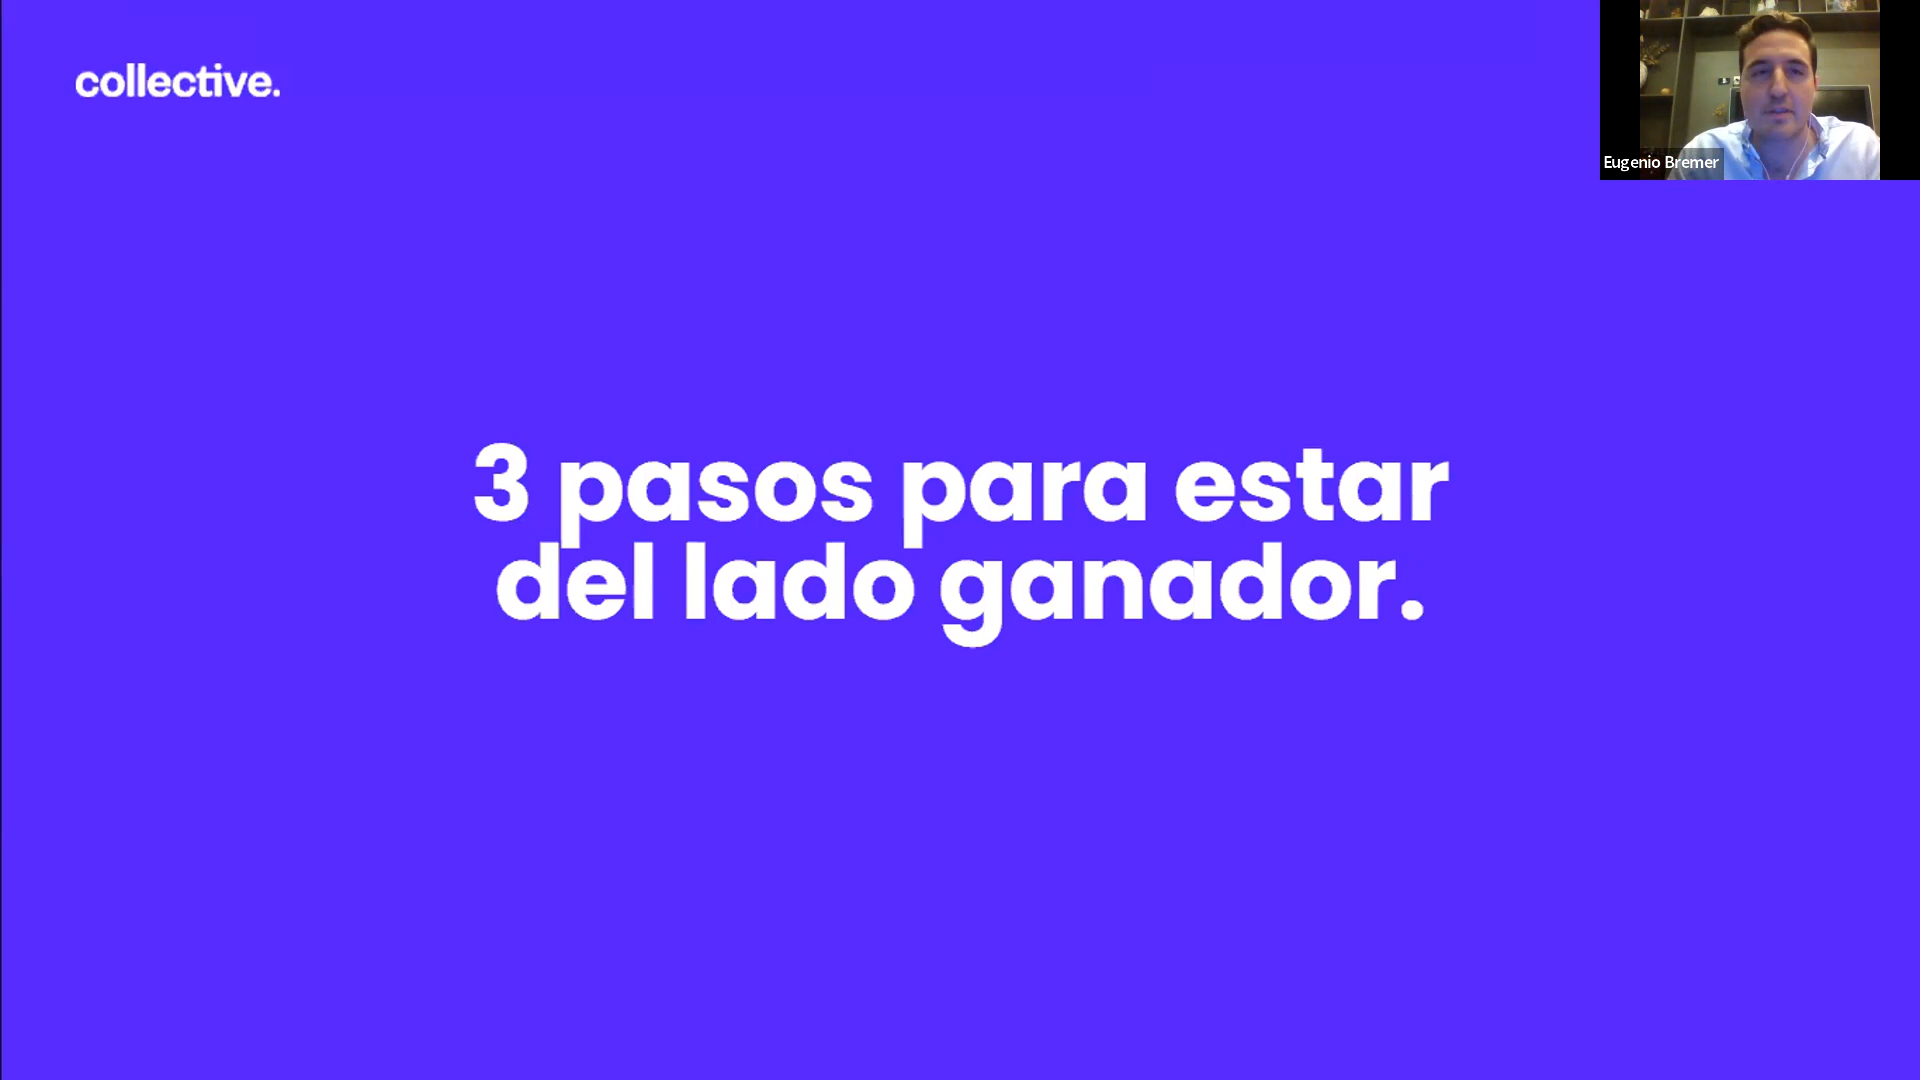 collective.
Eugenio Bremer
3 pasos para estar
del lado ganador.